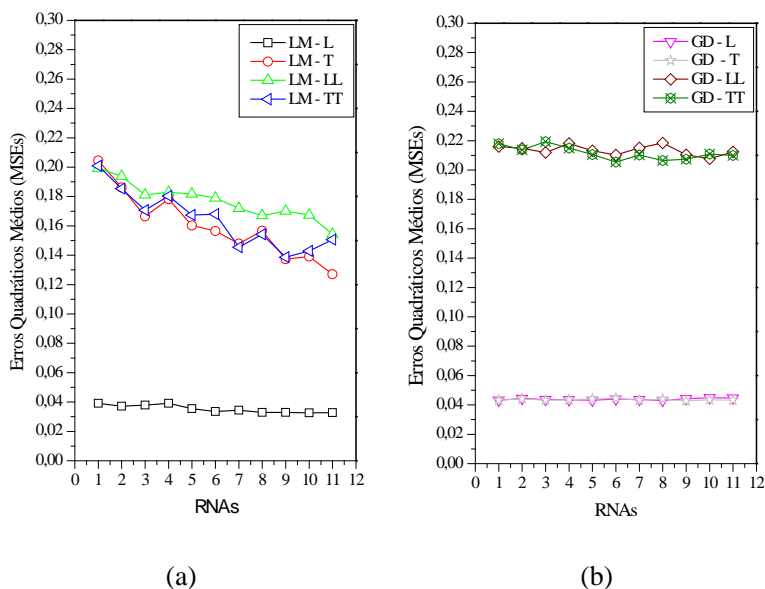 0,30
0,28
0,26
0,24
0,22
0,20
0,18
0,16
0,14
0,12
0,10
0,08
0,06
0,04
0,02
0,00
Erros Quadráticos Médios (MSEs)
LM - L
LM - T
LM - LL
LM - TT
0 1 2 3 4 5 6 7 8 9 10 11 12
RNAs
(a)
0,30
0,28
0,26
0,24
0,22
0,20
0,18
0,16
0,14
0,12
0,10
0,08
0,06
0,04
0,02
0,00
Erros Quadráticos Médios (MSEs)
GD - L
GD - T
GD - LL
GD - TT
0 1 2 3 4 5 6 7 8 9 10 11 12
RNAs
(b)